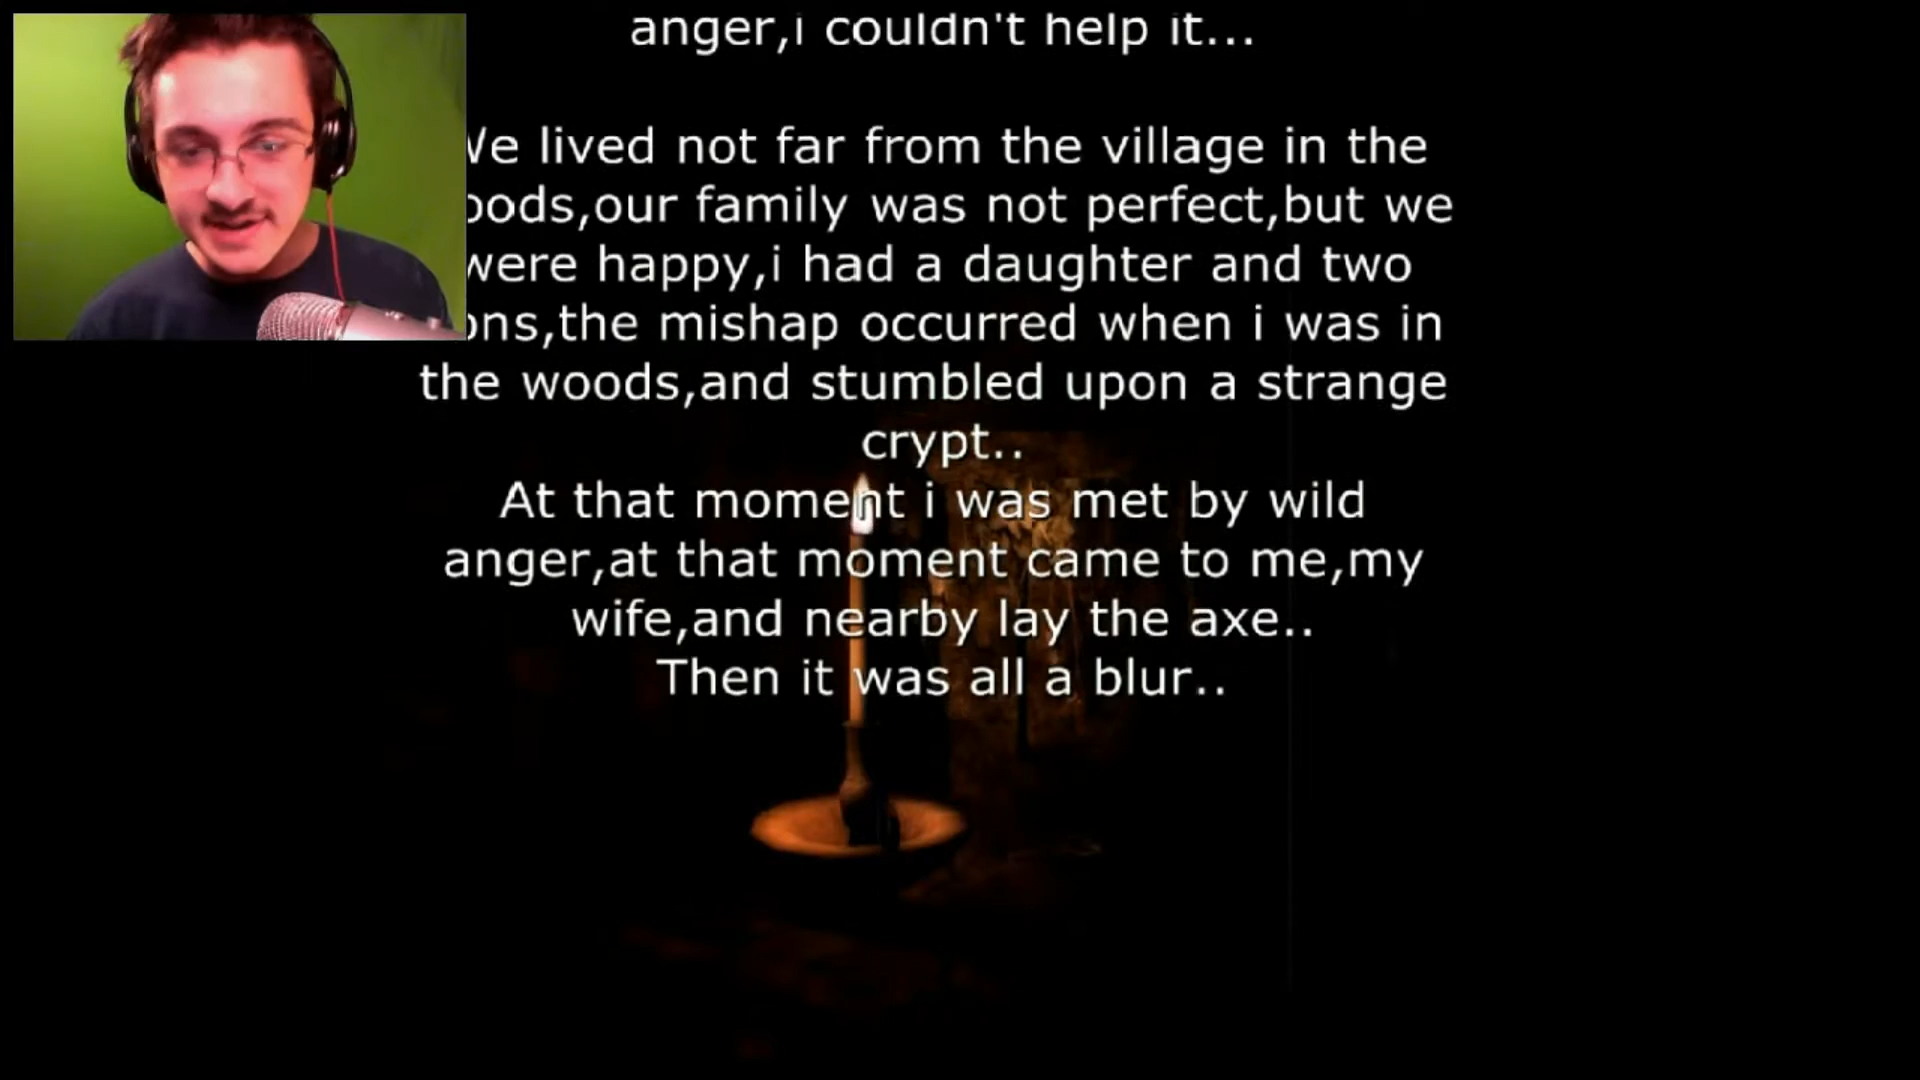 anger,i couldn't help it...
We lived not far from the village in the
oods,our family was not perfect,but we
were happy,i had a daughter and two
ons,the mishap occurred when i was in
the woods,and stumbled upon a strange
crypt..
At that moment i was met by wild
anger,at that moment came to me,my
wife,and nearby lay the axe..
Then it was all a blur..